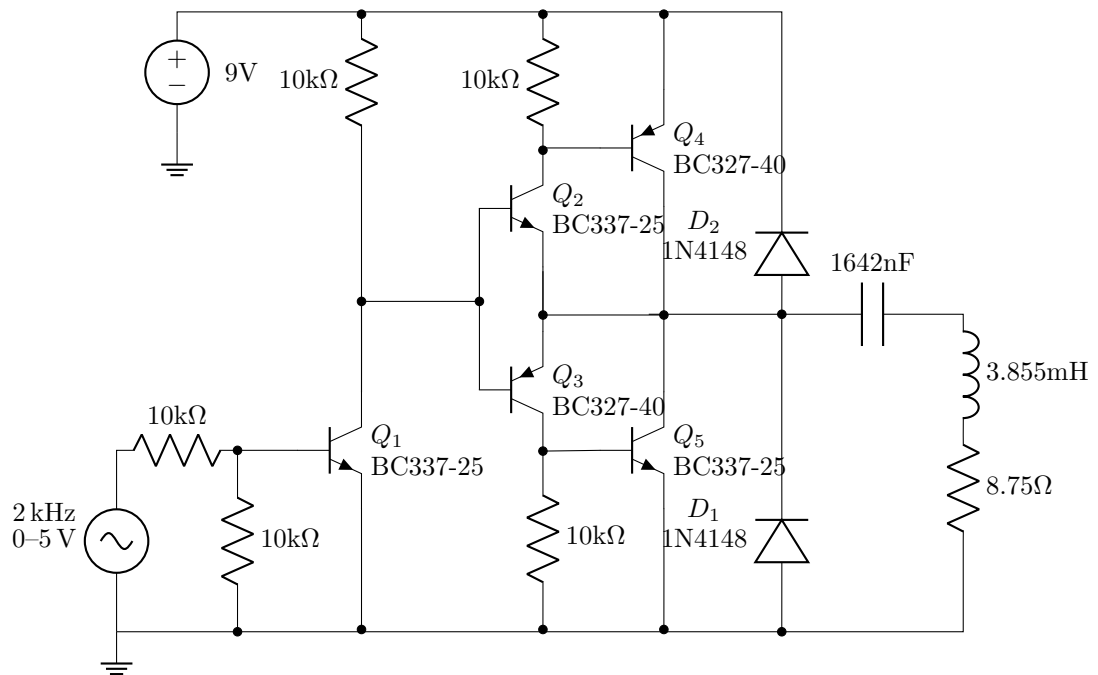 +
−
9V
10kΩ
10kΩ
Q4
BC327-40
Q2
BC337-25
D2
1N4148
1642nF
Q3
BC327-40
3.855mH
10kΩ
Q1
BC337-25
Q5
BC337-25
8.75Ω
2 kHz
0–5 V
10kΩ
10kΩ
D1
1N4148